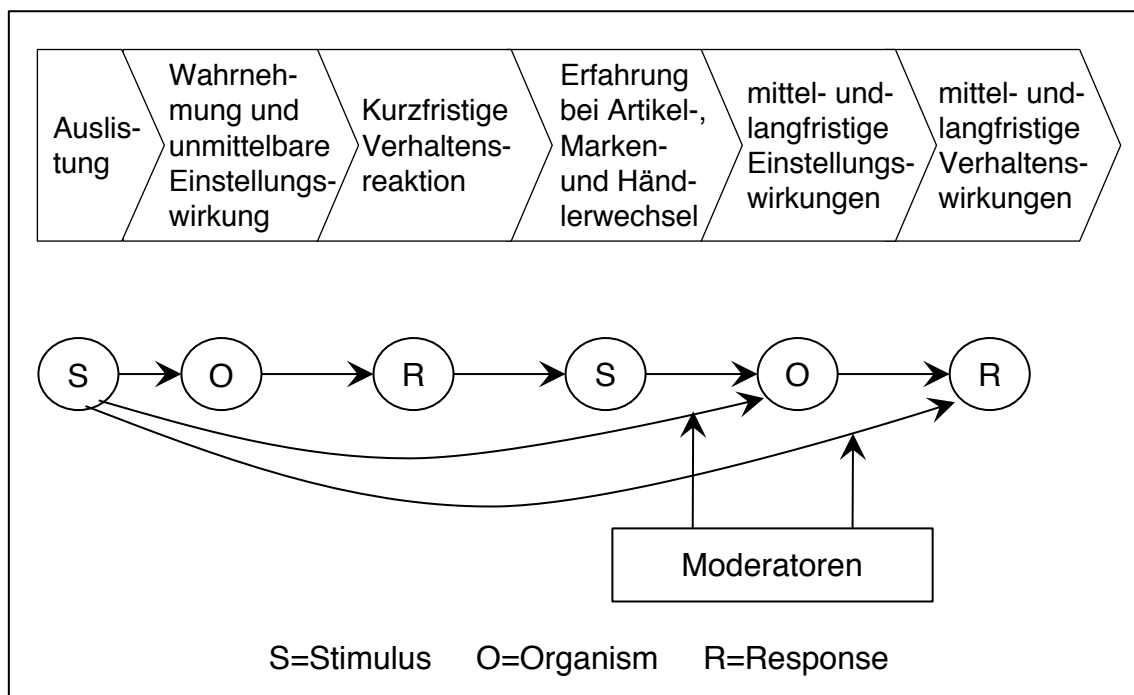 Auslis-
tung
Wahrneh-
mung und
unmittelbare
Einstellungs-
wirkung
Kurzfristige
Verhaltens-
reaktion
Erfahrung
bei Artikel-,
Marken-
und Händ-
lerwechsel
mittel- und-
langfristige
Einstellungs-
wirkungen
mittel- und-
langfristige
Verhaltens-
wirkungen
S O R S O R
Moderatoren
S=Stimulus O=Organism R=Response